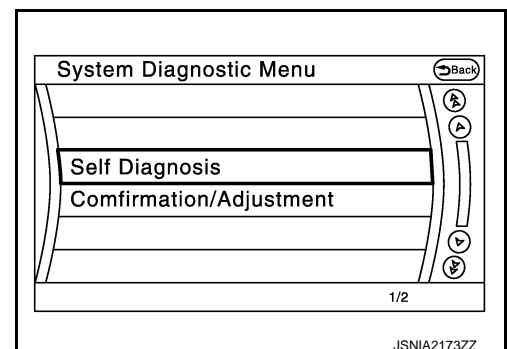 System Diagnostic Menu
Back
Self Diagnosis
Comfirmation/Adjustment
1/2
JSNIA2173ZZ